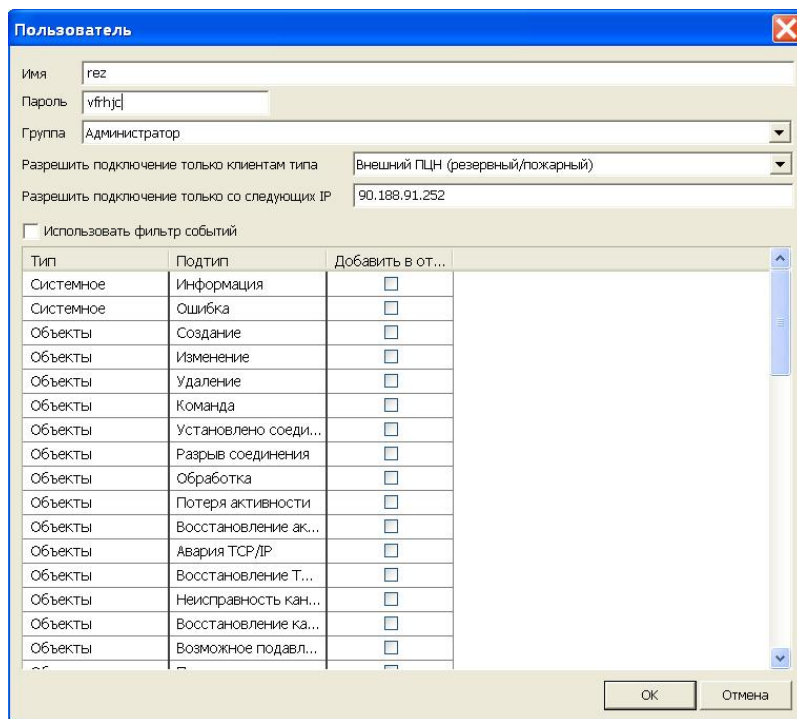 Пользователь
Имя rez
Пароль vfrhjc
Группа Администратор
Разрешить подключение только клиентам типа Внешний ПЦН (резервный/пожарный)
Разрешить подключение только со следующих IP 90.188.91.252
Использовать фильтр событий
Тип Подтип Добавить в от...
Системное Информация
Системное Ошибка
Объекты Создание
Объекты Изменение
Объекты Удаление
Объекты Команда
Объекты Установлено соеди...
Объекты Разрыв соединения
Объекты Обработка
Объекты Потеря активности
Объекты Восстановление ак...
Объекты Авария TCP/IP
Объекты Восстановление Т...
Объекты Неисправность кан...
Объекты Восстановление ка...
Объекты Возможное подавл...
OK Отмена